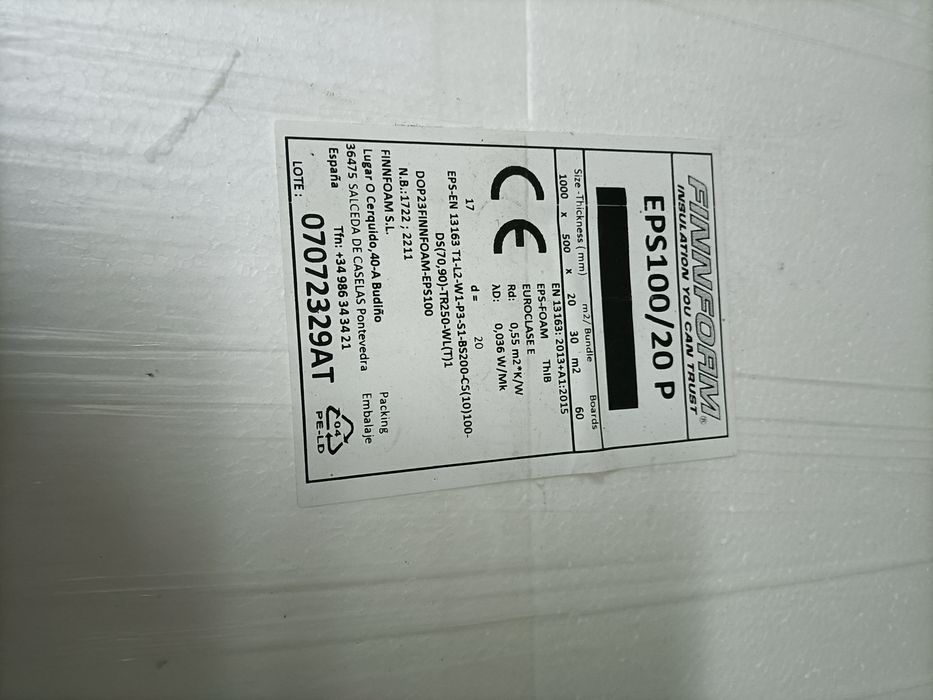 FINNFOAM®
INSULATION YOU CAN TRUST
EPS100/20 P
Size -Thickness (mm) m2/ Bundle Boards
1000 x 500 x 20 30 m2 60
EN 13163: 2013+A1:2015
EPS-FOAM ThIB
EUROCLASE E
Rd: 0,55 m2*K/W
λD: 0,036 W/Mk
CE
17 d = 20
EPS-EN 13163 T1-L2-W1-P3-S1-BS200-CS(10)100-
DS(70,90)-TR250-WL(T)1
DOP23FINNFOAM-EPS100
N.B.:1722 ; 2211
FINNFOAM S.L.
Lugar O Cerquido,40-A Budiño
36475 SALCEDA DE CASELAS Pontevedra
España Tfn: +34 986 34 34 21
Packing
Embalaje
LOTE : 07072329AT
04
PE-LD